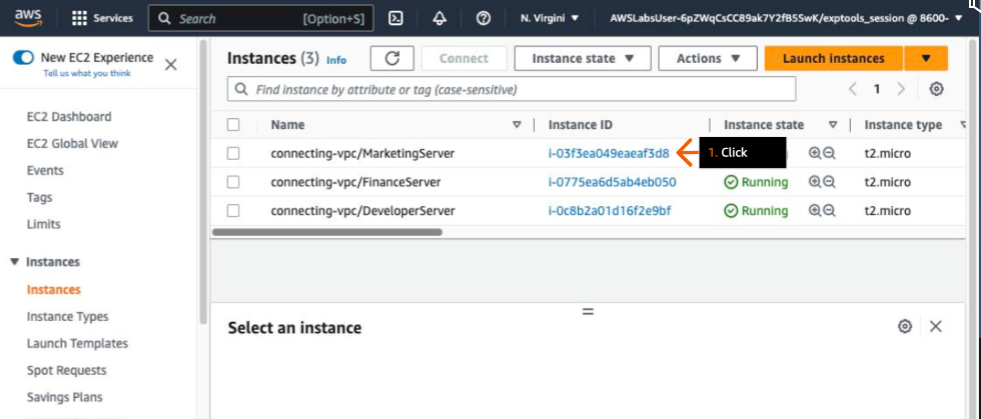 aws
Services
Search
[Option+S]
N. Virgini
AWSLabsUser-6pZWqCsCC89ak7Y2fB5SwK/exptools_session @ 8600-
New EC2 Experience
Tell us what you think
EC2 Dashboard
EC2 Global View
Events
Tags
Limits
Instances
Instances
Instance Types
Launch Templates
Spot Requests
Savings Plans
Instances (3) Info
Connect
Instance state
Actions
Launch instances
Find instance by attribute or tag (case-sensitive)
1
Name Instance ID Instance state Instance type
connecting-vpc/MarketingServer i-03f3ea049eaeaf3d8 1. Click t2.micro
connecting-vpc/FinanceServer i-0775ea6d5ab4eb050 Running t2.micro
connecting-vpc/DeveloperServer i-0c8b2a01d16f2e9bf Running t2.micro
Select an instance